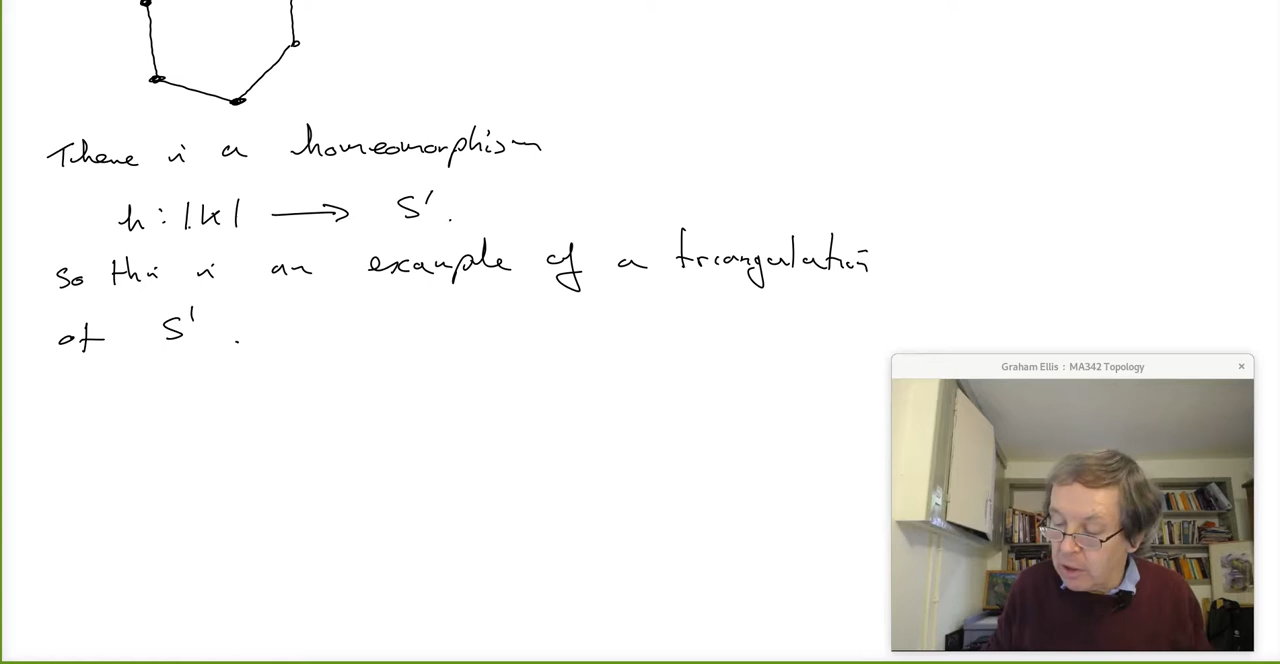 There is a homeomorphism
h : |K| ⟶ S¹.
So this is an example of a triangulation
of S¹.
Graham Ellis : MA342 Topology